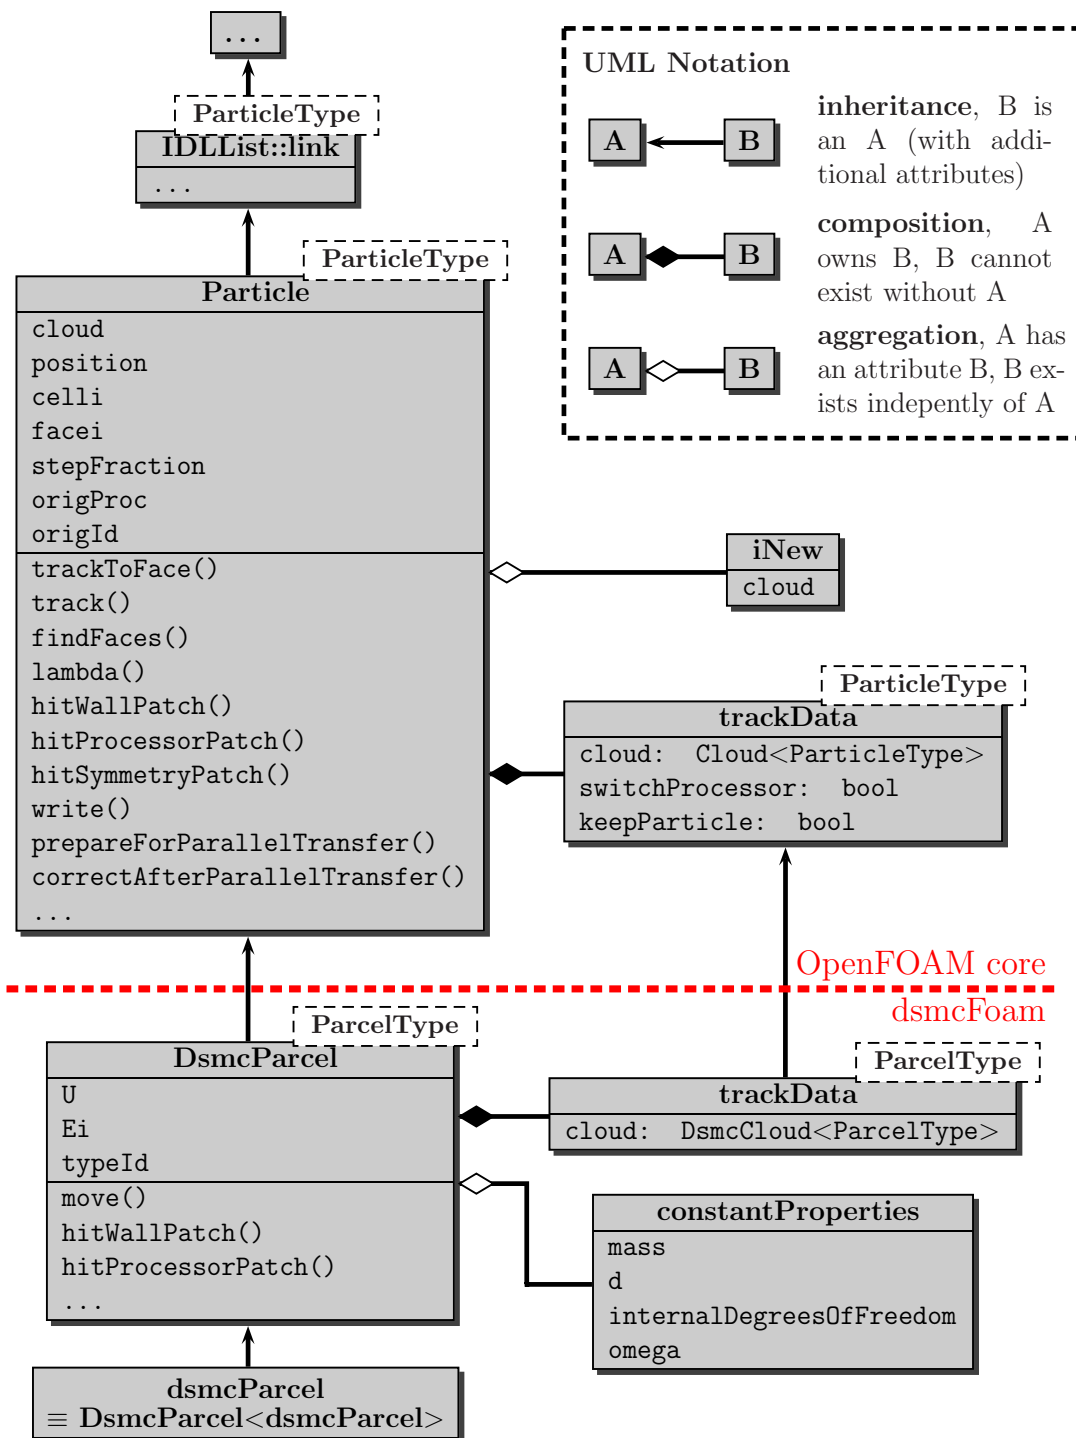 ...
ParticleType
IDLList::link
...
ParticleType
Particle
cloud
position
celli
facei
stepFraction
origProc
origId
trackToFace()
track()
findFaces()
lambda()
hitWallPatch()
hitProcessorPatch()
hitSymmetryPatch()
write()
prepareForParallelTransfer()
correctAfterParallelTransfer()
...
UML Notation
A B
inheritance, B is
an A (with addi-
tional attributes)
A B
composition, A
owns B, B cannot
exist without A
A B
aggregation, A has
an attribute B, B ex-
ists indepently of A
iNew
cloud
ParticleType
trackData
cloud: Cloud<ParticleType>
switchProcessor: bool
keepParticle: bool
OpenFOAM core
dsmcFoam
ParcelType
DsmcParcel
U
Ei
typeId
move()
hitWallPatch()
hitProcessorPatch()
...
ParcelType
trackData
cloud: DsmcCloud<ParcelType>
constantProperties
mass
d
internalDegreesOfFreedom
omega
dsmcParcel
≡ DsmcParcel<dsmcParcel>